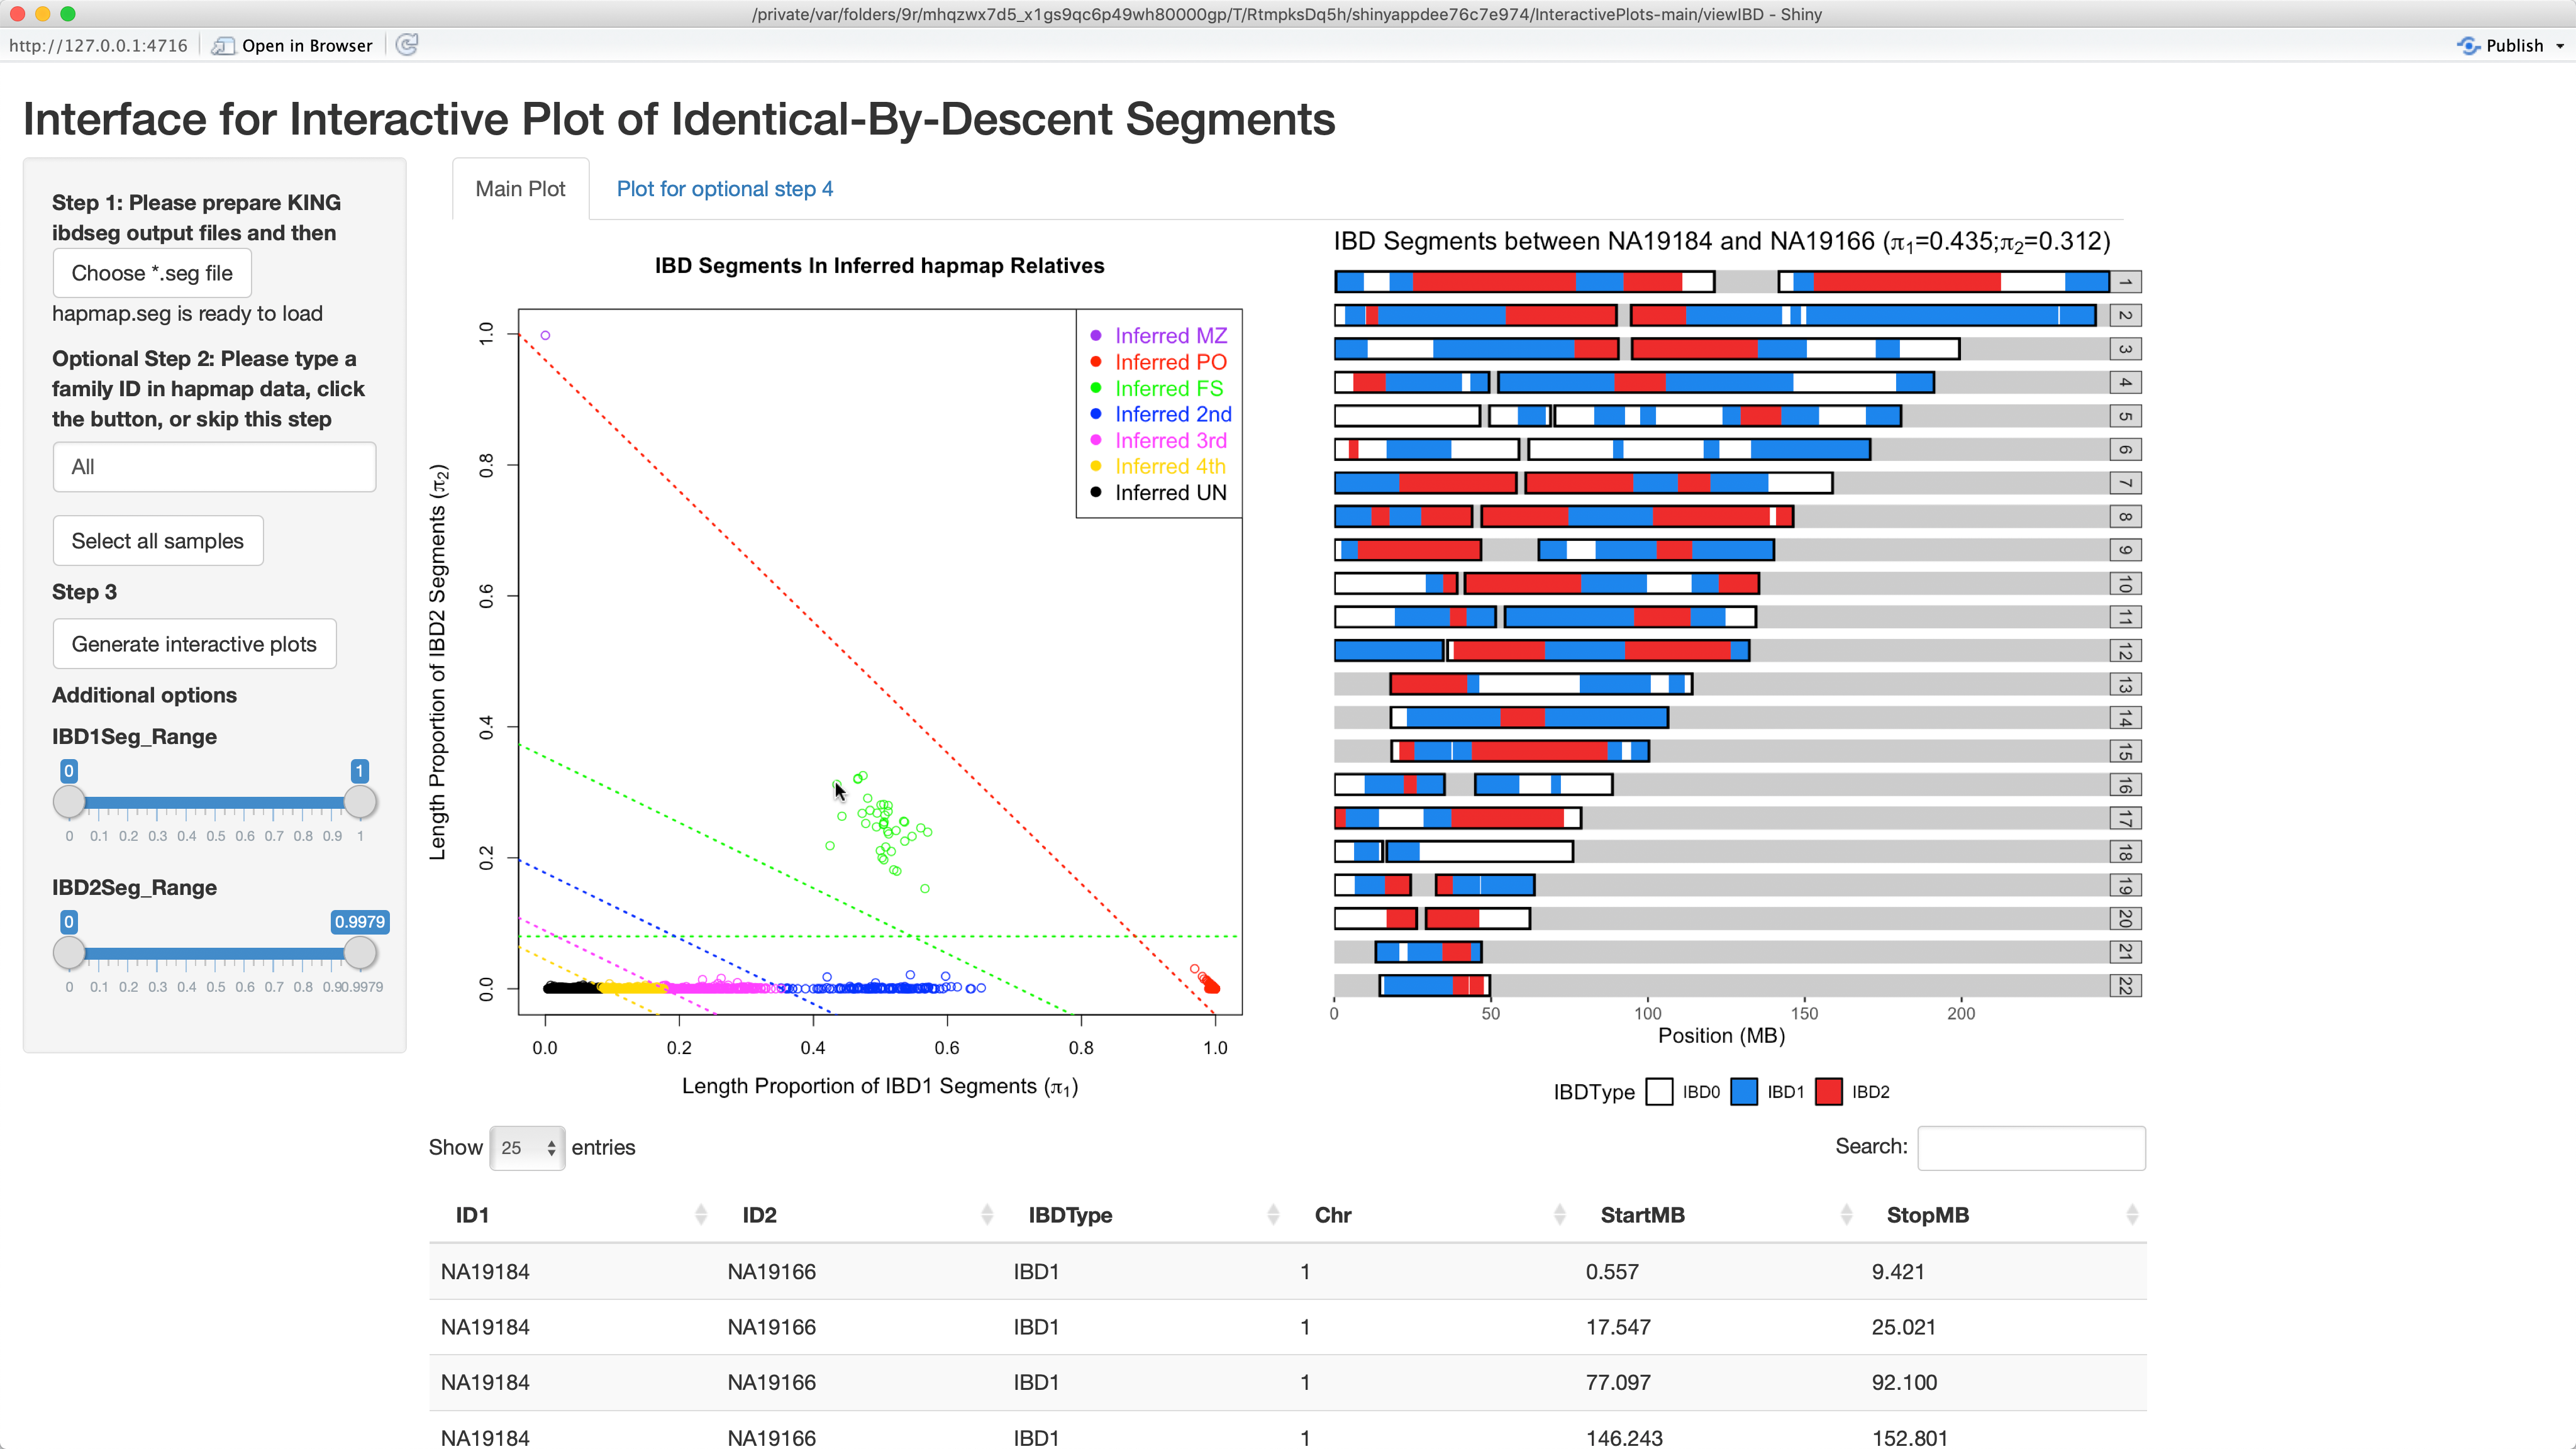 /private/var/folders/9r/mhqzwx7d5_x1gs9qc6p49wh80000gp/T/RtmpksDq5h/shinyappdee76c7e974/InteractivePlots-main/viewIBD - Shiny
http://127.0.0.1:4716 Open in Browser Publish
Interface for Interactive Plot of Identical-By-Descent Segments
Step 1: Please prepare KING
ibdseg output files and then
Choose *.seg file
hapmap.seg is ready to load
Optional Step 2: Please type a
family ID in hapmap data, click
the button, or skip this step
All
Select all samples
Step 3
Generate interactive plots
Additional options
IBD1Seg_Range
0 1
0 0.1 0.2 0.3 0.4 0.5 0.6 0.7 0.8 0.9 1
IBD2Seg_Range
0 0.9979
0 0.1 0.2 0.3 0.4 0.5 0.6 0.7 0.8 0.90.9979
Main Plot Plot for optional step 4
IBD Segments In Inferred hapmap Relatives
Length Proportion of IBD2 Segments (π2)
1.0
0.8
0.6
0.4
0.2
0.0
Inferred MZ
Inferred PO
Inferred FS
Inferred 2nd
Inferred 3rd
Inferred 4th
Inferred UN
0.0 0.2 0.4 0.6 0.8 1.0
Length Proportion of IBD1 Segments (π1)
IBD Segments between NA19184 and NA19166 (π1=0.435;π2=0.312)
1
2
3
4
5
6
7
8
9
10
11
12
13
14
15
16
17
18
19
20
21
22
0 50 100 150 200
Position (MB)
IBDType IBD0 IBD1 IBD2
Show 25 entries Search:
ID1 ID2 IBDType Chr StartMB StopMB
NA19184 NA19166 IBD1 1 0.557 9.421
NA19184 NA19166 IBD1 1 17.547 25.021
NA19184 NA19166 IBD1 1 77.097 92.100
NA19184 NA19166 IBD1 1 146.243 152.801